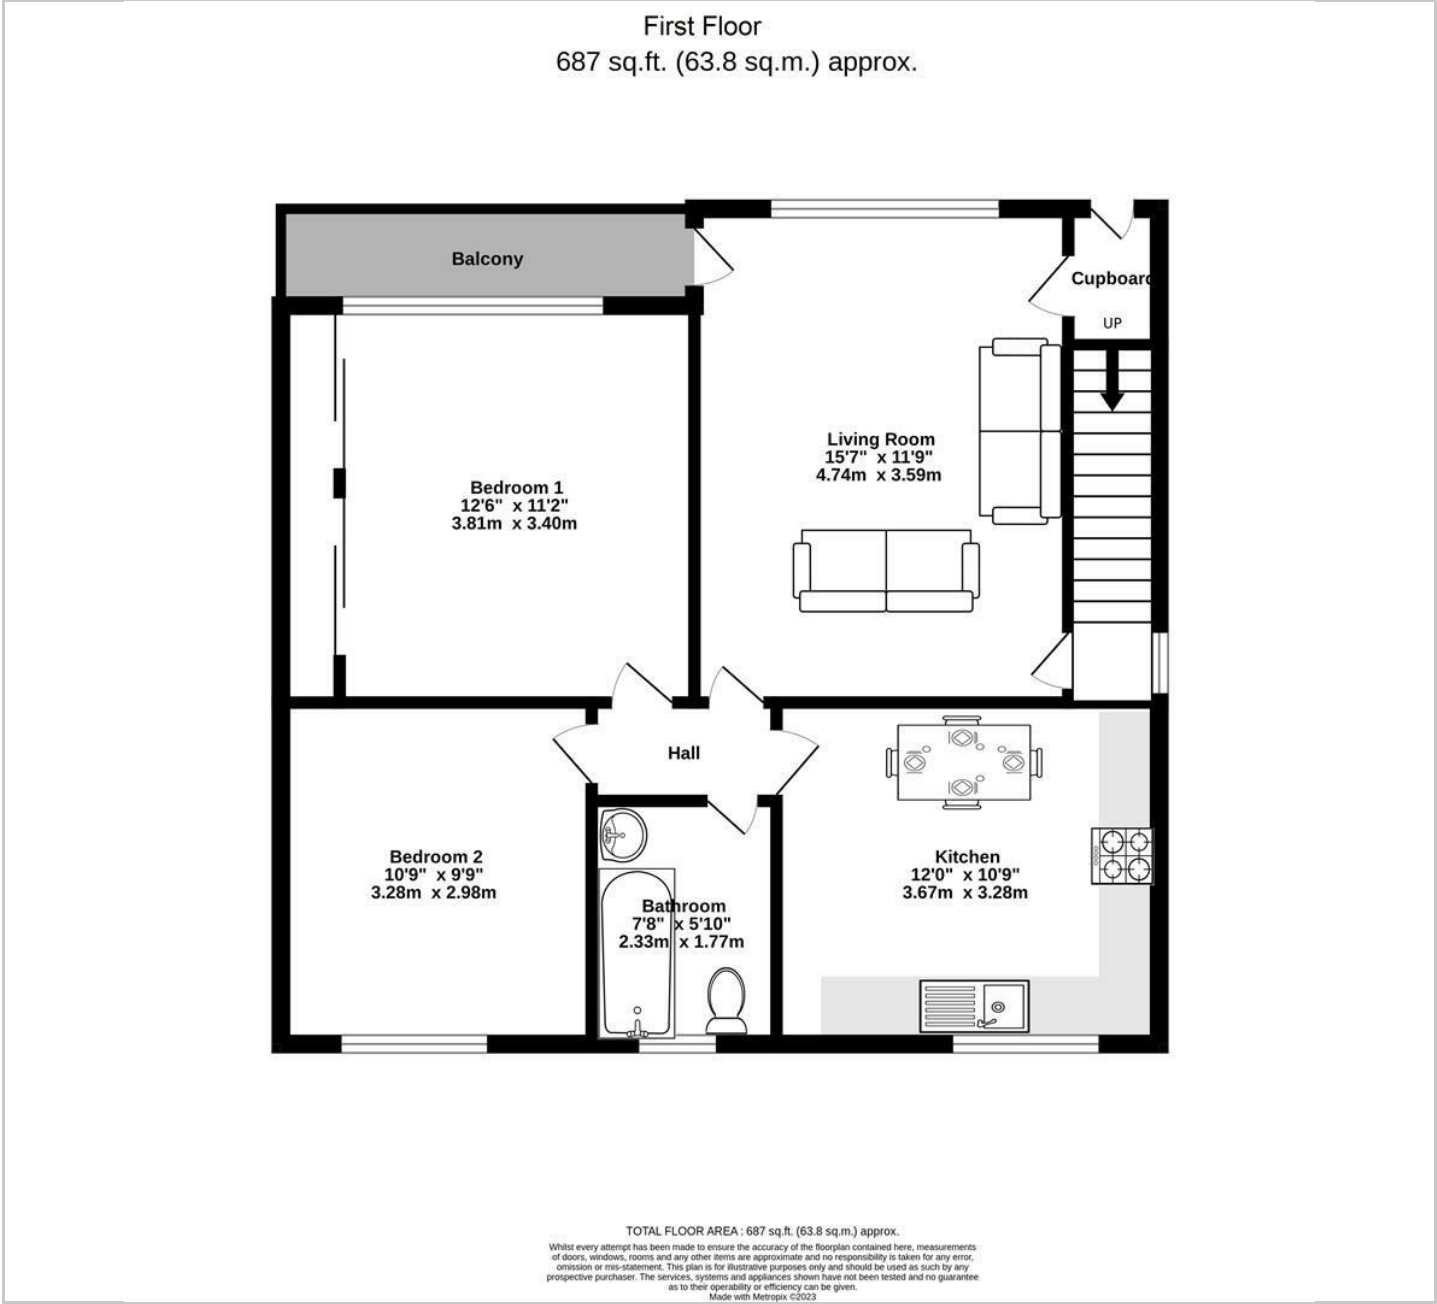 First Floor
687 sq.ft. (63.8 sq.m.) approx.
Balcony
Cupboard
UP
Living Room
15'7" x 11'9"
4.74m x 3.59m
Bedroom 1
12'6" x 11'2"
3.81m x 3.40m
Hall
Bedroom 2
10'9" x 9'9"
3.28m x 2.98m
Kitchen
12'0" x 10'9"
3.67m x 3.28m
Bathroom
7'8" x 5'10"
2.33m x 1.77m
TOTAL FLOOR AREA : 687 sq.ft. (63.8 sq.m.) approx.
Whilst every attempt has been made to ensure the accuracy of the floorplan contained here, measurements
of doors, windows, rooms and any other items are approximate and no responsibility is taken for any error,
omission or mis-statement. This plan is for illustrative purposes only and should be used as such by any
prospective purchaser. The services, systems and appliances shown have not been tested and no guarantee
as to their operability or efficiency can be given.
Made with Metropix ©2023